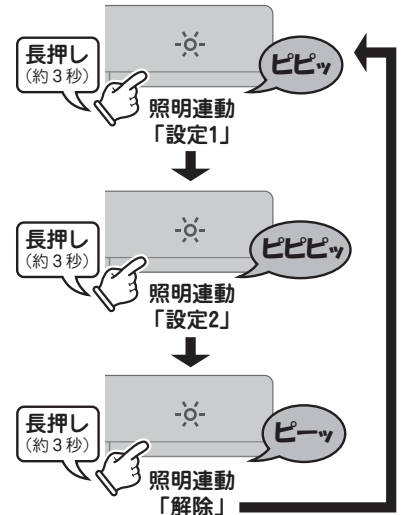 長押し
(約3秒)
ピピッ
照明連動
「設定1」
長押し
(約3秒)
ピピピッ
照明連動
「設定2」
長押し
(約3秒)
ピーッ
照明連動
「解除」